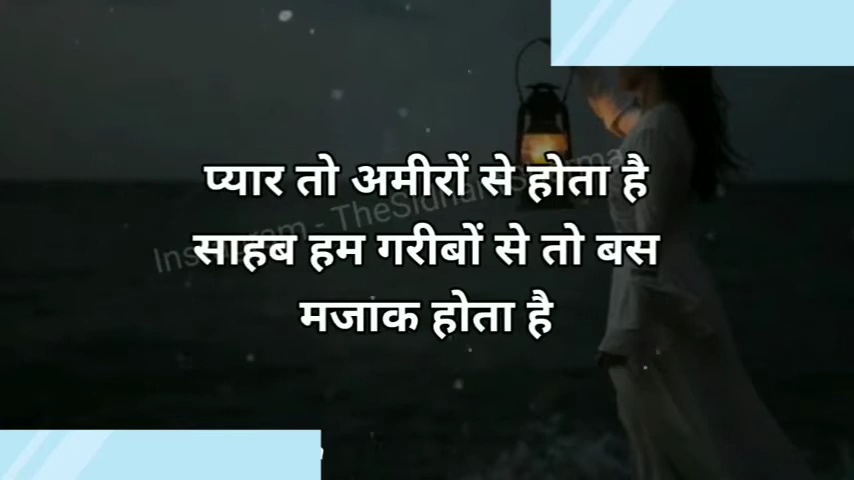 प्यार तो अमीरों से होता है
साहब हम गरीबों से तो बस
मजाक होता है